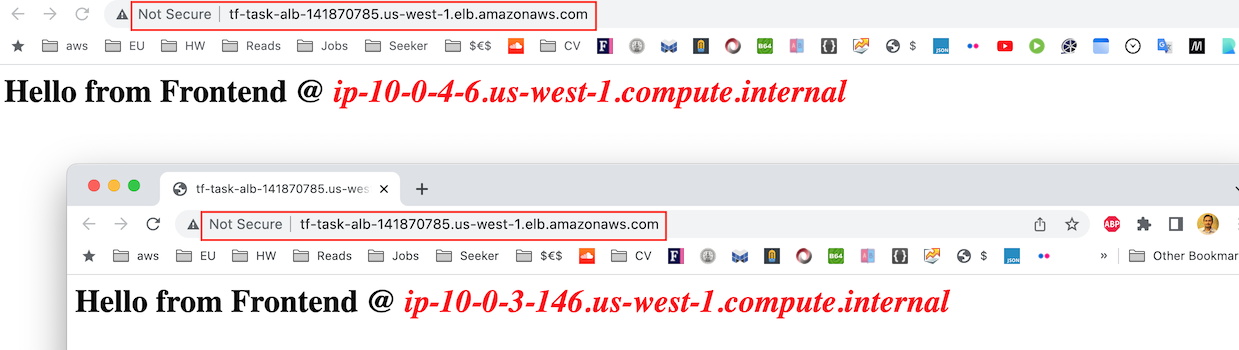 Not Secure tf-task-alb-141870785.us-west-1.elb.amazonaws.com
aws EU HW Reads Jobs Seeker $€$ CV F B64 A B {} $ JSON M
Hello from Frontend @ ip-10-0-4-6.us-west-1.compute.internal
tf-task-alb-141870785.us-wes
Not Secure tf-task-alb-141870785.us-west-1.elb.amazonaws.com ABP
aws EU HW Reads Jobs Seeker $€$ CV F B64 A B {} $ JSON » Other Bookmar
Hello from Frontend @ ip-10-0-3-146.us-west-1.compute.internal